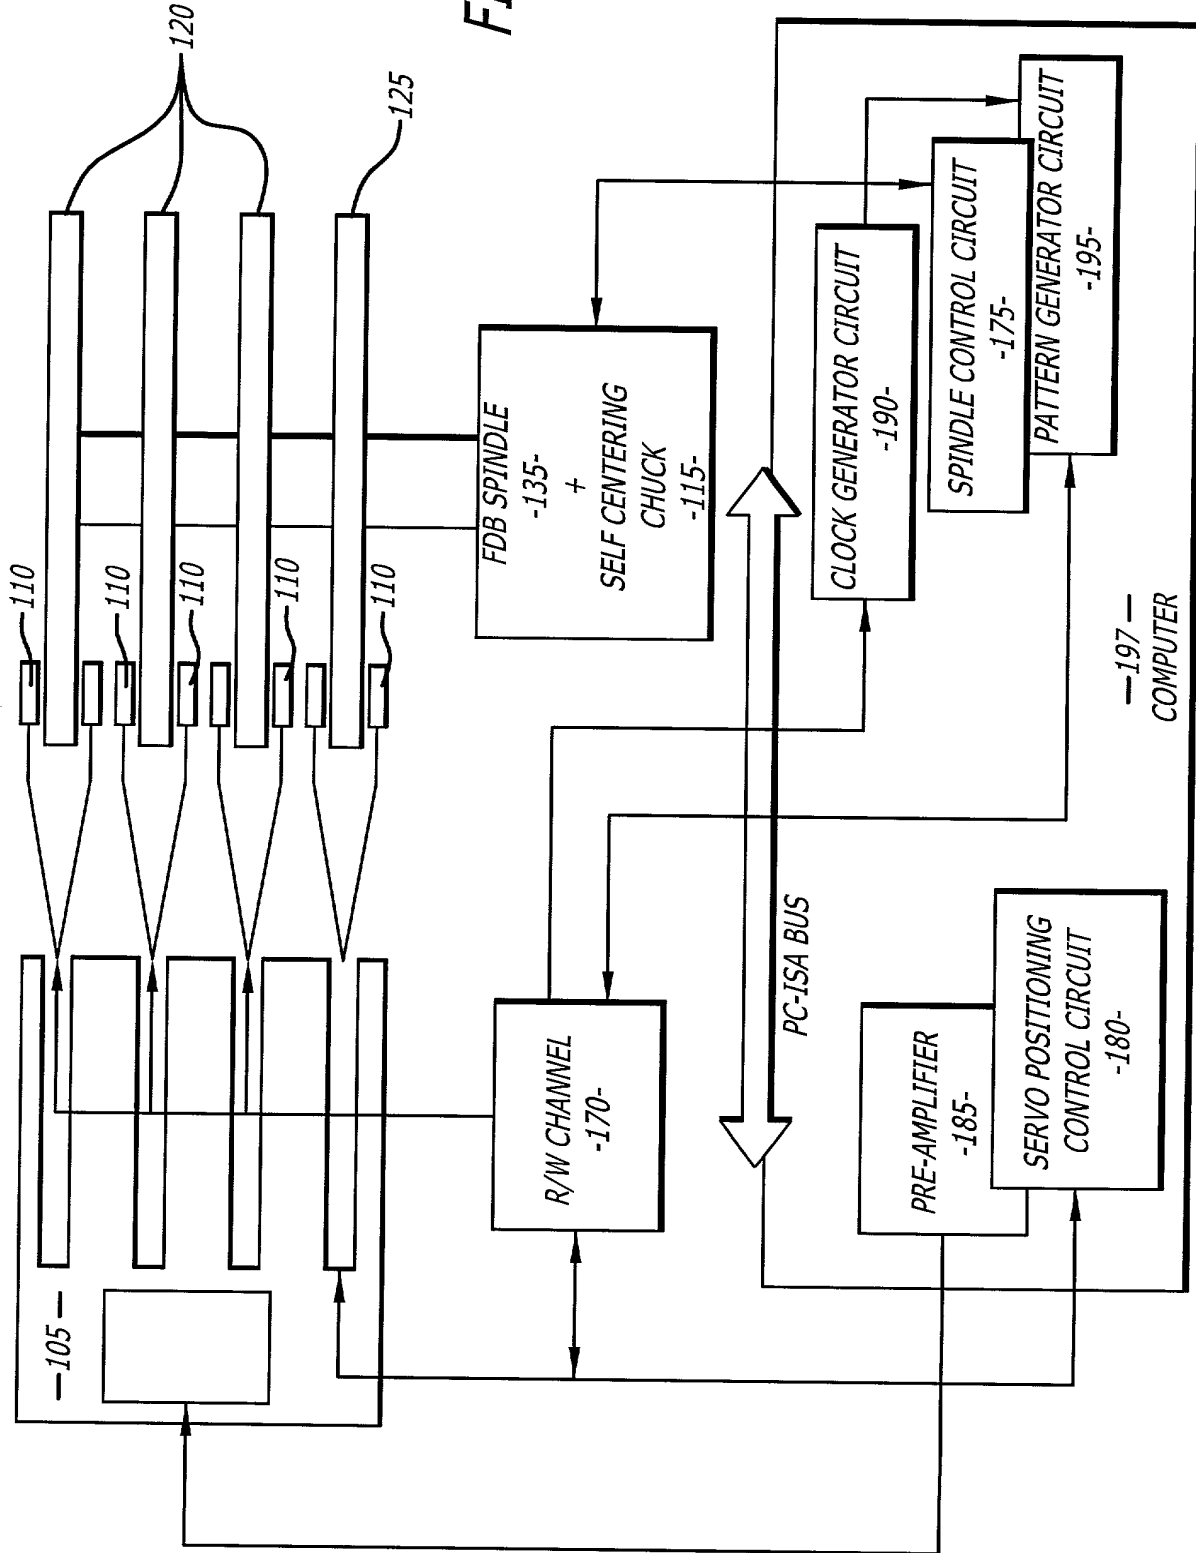 110
—105—
110
120
110
110
110
125
FDB SPINDLE
-135-
+
SELF CENTERING
CHUCK
-115-
R/W CHANNEL
-170-
PC-ISA BUS
CLOCK GENERATOR CIRCUIT
-190-
PRE-AMPLIFIER
-185-
SPINDLE CONTROL CIRCUIT
-175-
SERVO POSITIONING
CONTROL CIRCUIT
-180-
PATTERN GENERATOR CIRCUIT
-195-
—197—
COMPUTER